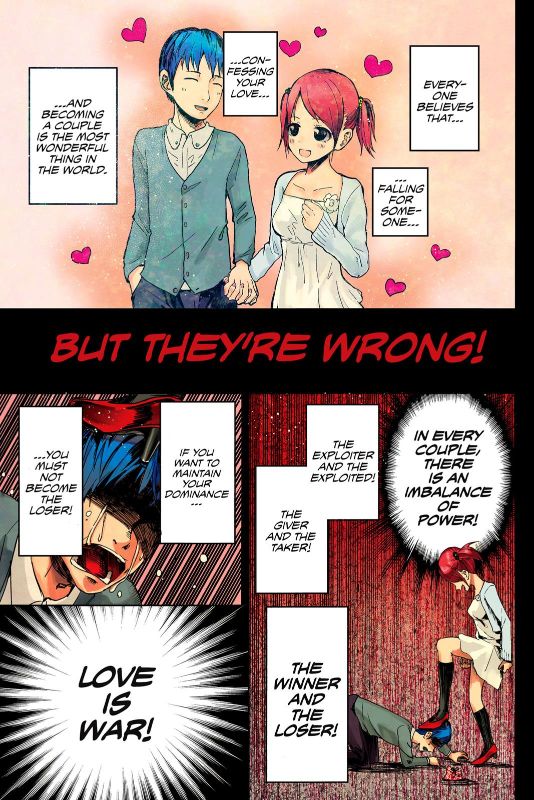 EVERY-
ONE
BELIEVES
THAT...
...
FALLING
FOR
SOME-
ONE...
...CON-
FESSING
YOUR
LOVE...
...AND
BECOMING
A COUPLE
IS THE MOST
WONDERFUL
THING IN
THE WORLD.
BUT THEY'RE WRONG!
IN EVERY
COUPLE,
THERE
IS AN
IMBALANCE
OF
POWER!
THE
EXPLOITER
AND THE
EXPLOITED!
THE
GIVER
AND THE
TAKER!
THE
WINNER
AND
THE
LOSER!
IF YOU
WANT TO
MAINTAIN
YOUR
DOMINANCE
...
...YOU
MUST
NOT
BECOME
THE
LOSER!
LOVE
IS
WAR!